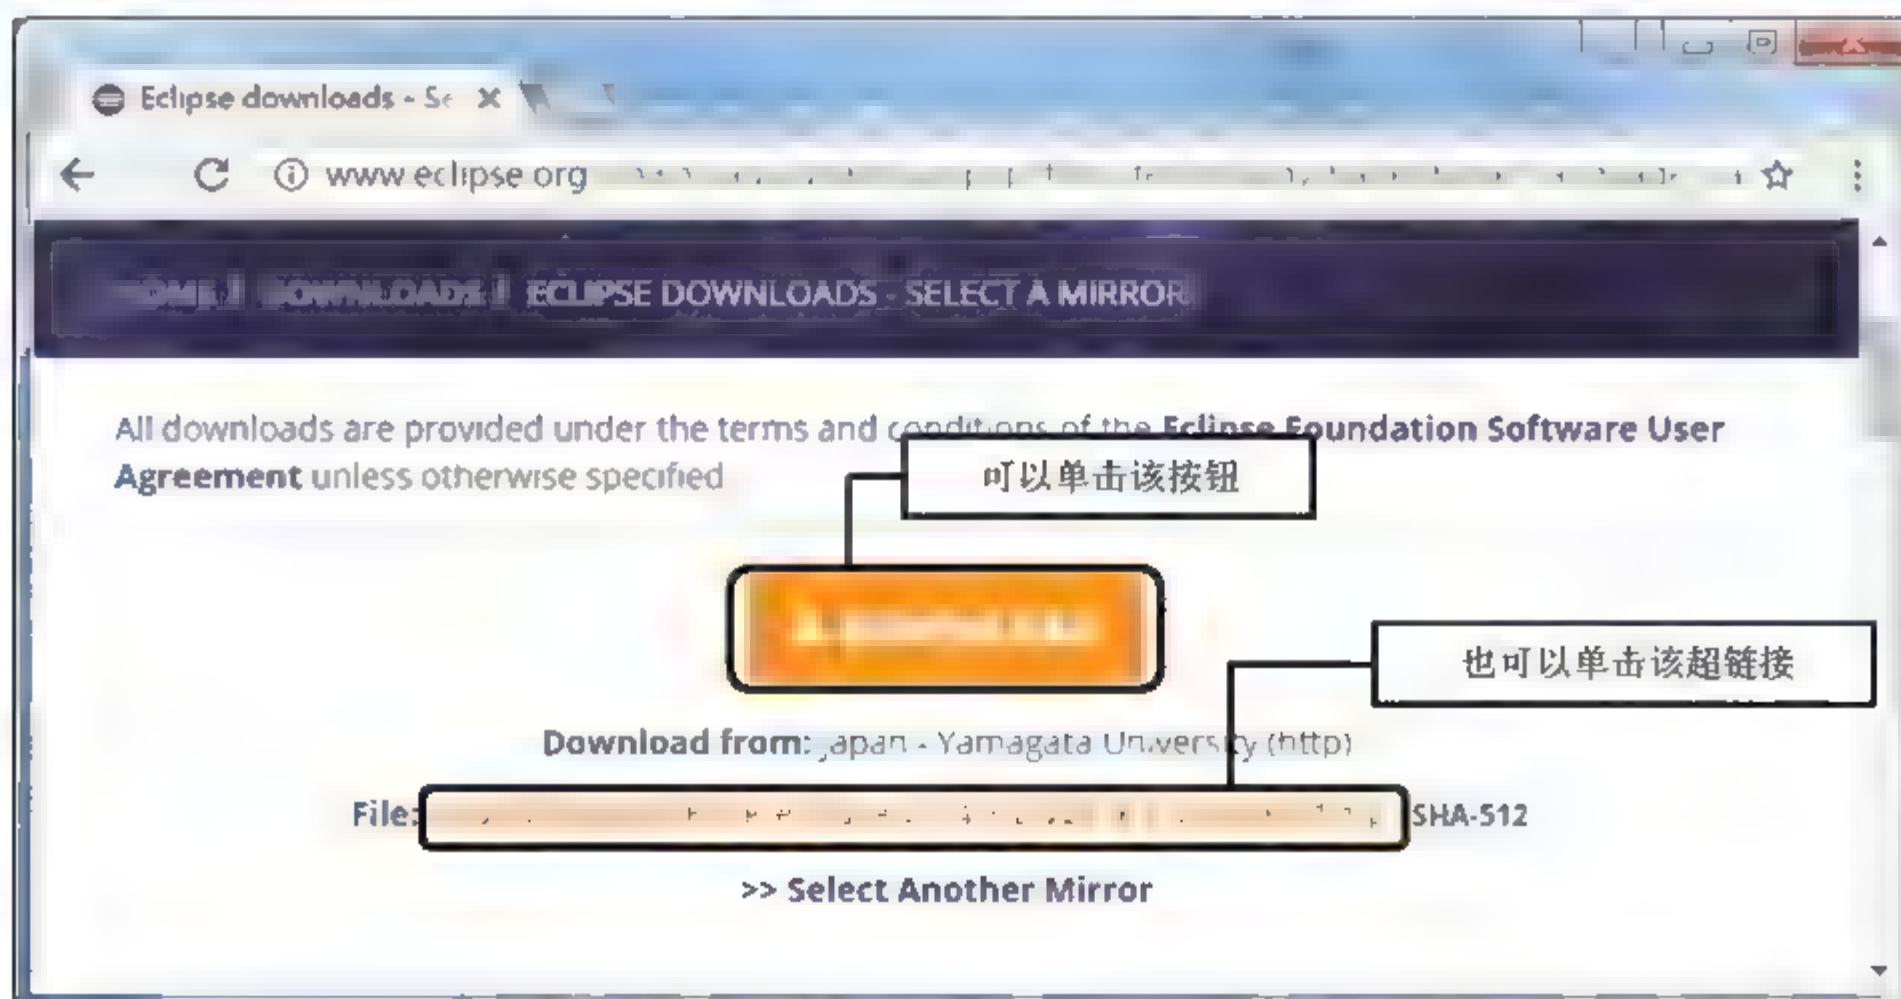 Eclipse downloads - Se
www.eclipse.org
HOME / DOWNLOADS / ECLIPSE DOWNLOADS - SELECT A MIRROR
All downloads are provided under the terms and conditions of the Eclipse Foundation Software User
Agreement unless otherwise specified
可以单击该按钮
也可以单击该超链接
Download from: Japan - Yamagata University (http)
File: SHA-512
>> Select Another Mirror